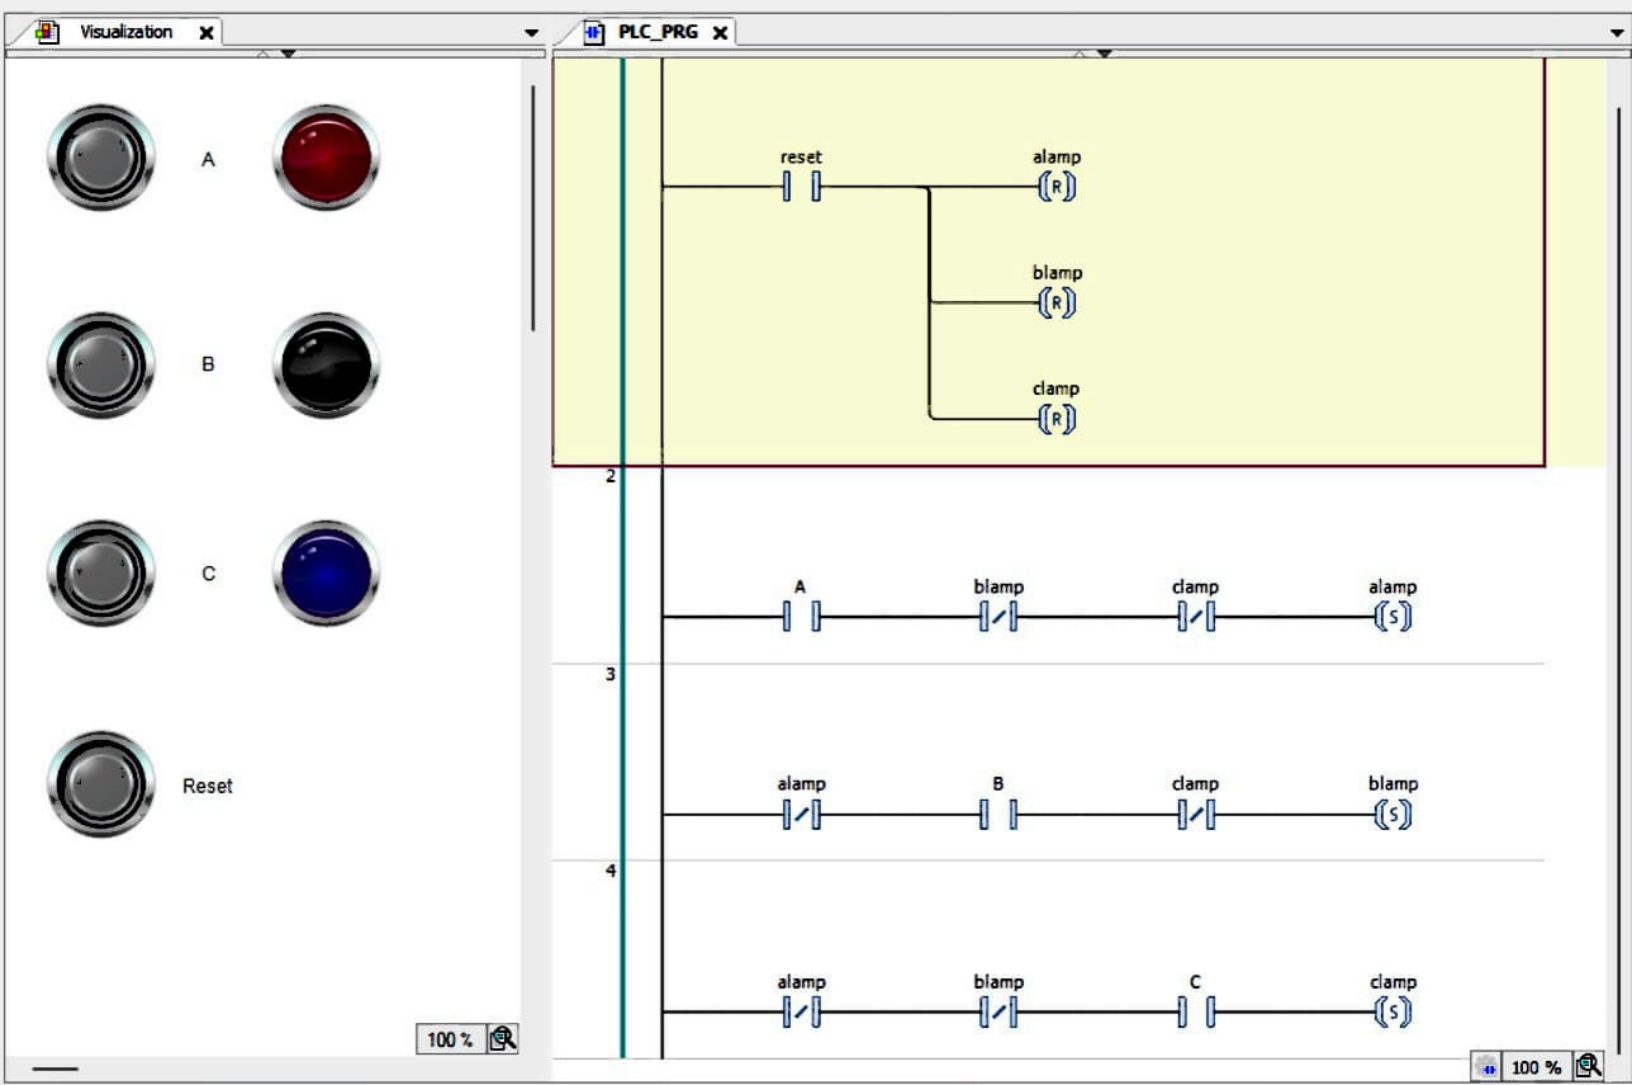 Visualization
PLC_PRG
A
B
C
Reset
100 %
reset
alamp
R
blamp
R
clamp
R
2
A blamp clamp alamp
S
3
alamp B clamp blamp
S
4
alamp blamp C clamp
S
100 %